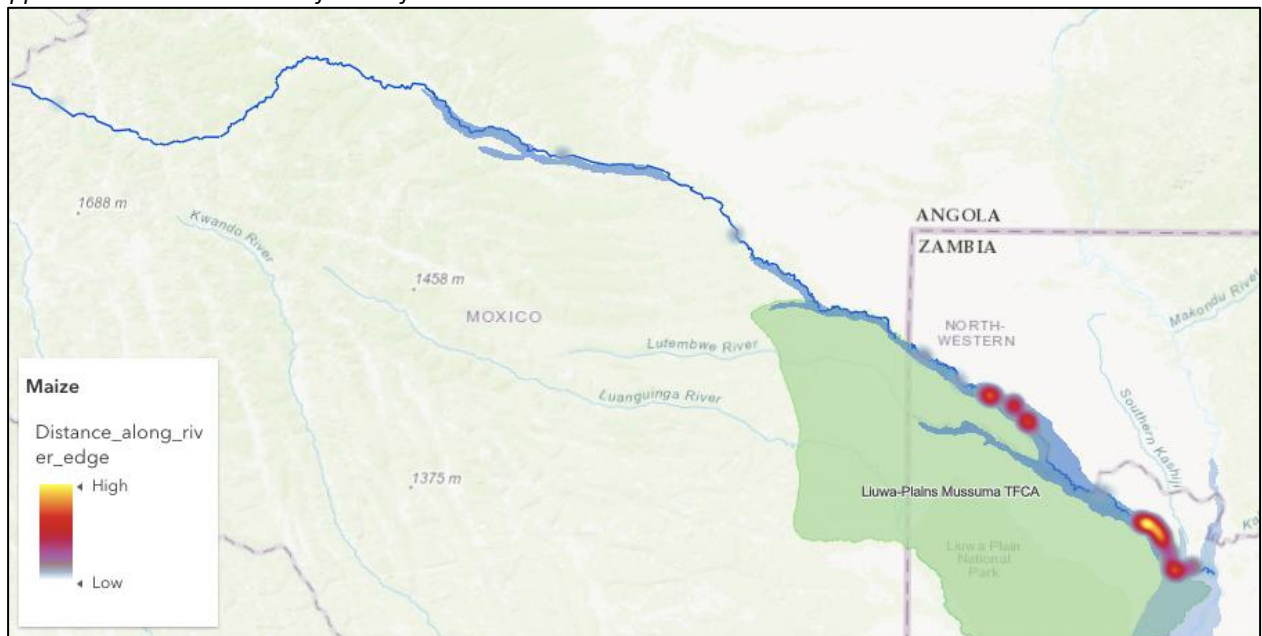 1688 m
Kwando River
ANGOLA
ZAMBIA
1458 m
MOXICO
Makondu River
NORTH-
WESTERN
Lutembwe River
Luanguinga River
Southern Kashiji
Maize
Distance_along_riv
er_edge
High
Low
1375 m
Liuwa-Plains Mussuma TFCA
Liuwa Plain
National
Park